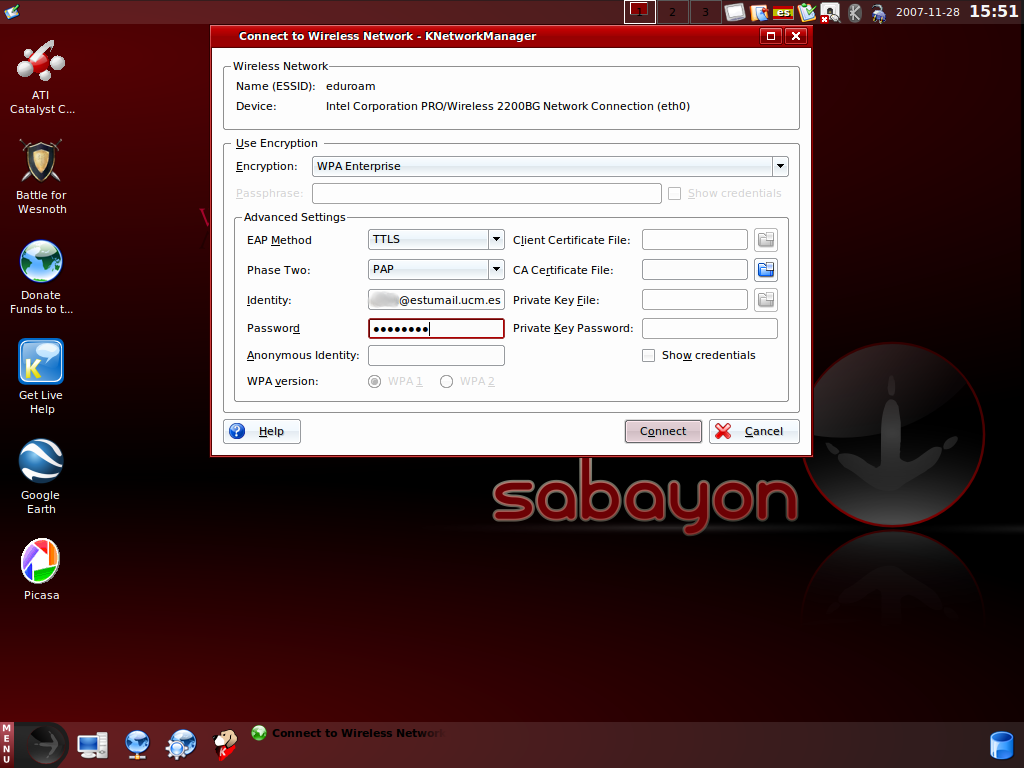 1 2 3 es 2007-11-28 15:51
Connect to Wireless Network - KNetworkManager
Wireless Network
Name (ESSID): eduroam
Device: Intel Corporation PRO/Wireless 2200BG Network Connection (eth0)
Use Encryption
Encryption: WPA Enterprise
Passphrase: Show credentials
Advanced Settings
EAP Method TTLS Client Certificate File:
Phase Two: PAP CA Certificate File:
Identity: @estumail.ucm.es Private Key File:
Password ●●●●●●●● Private Key Password:
Anonymous Identity: Show credentials
WPA version: WPA 1 WPA 2
Help Connect Cancel
ATI
Catalyst C...
Battle for
Wesnoth
Donate
Funds to t...
Get Live
Help
Google
Earth
Picasa
sabayon
MENU
Connect to Wireless Networ